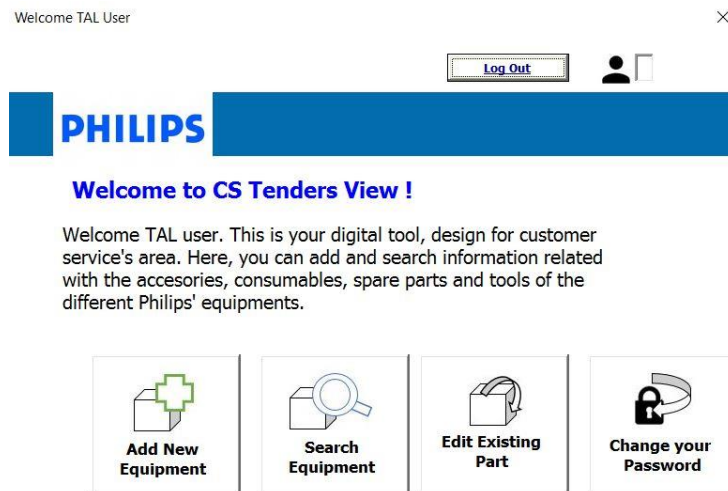 Welcome TAL User
Log Out
PHILIPS
Welcome to CS Tenders View !
Welcome TAL user. This is your digital tool, design for customer
service's area. Here, you can add and search information related
with the accesories, consumables, spare parts and tools of the
different Philips' equipments.
Add New
Equipment
Search
Equipment
Edit Existing
Part
Change your
Password